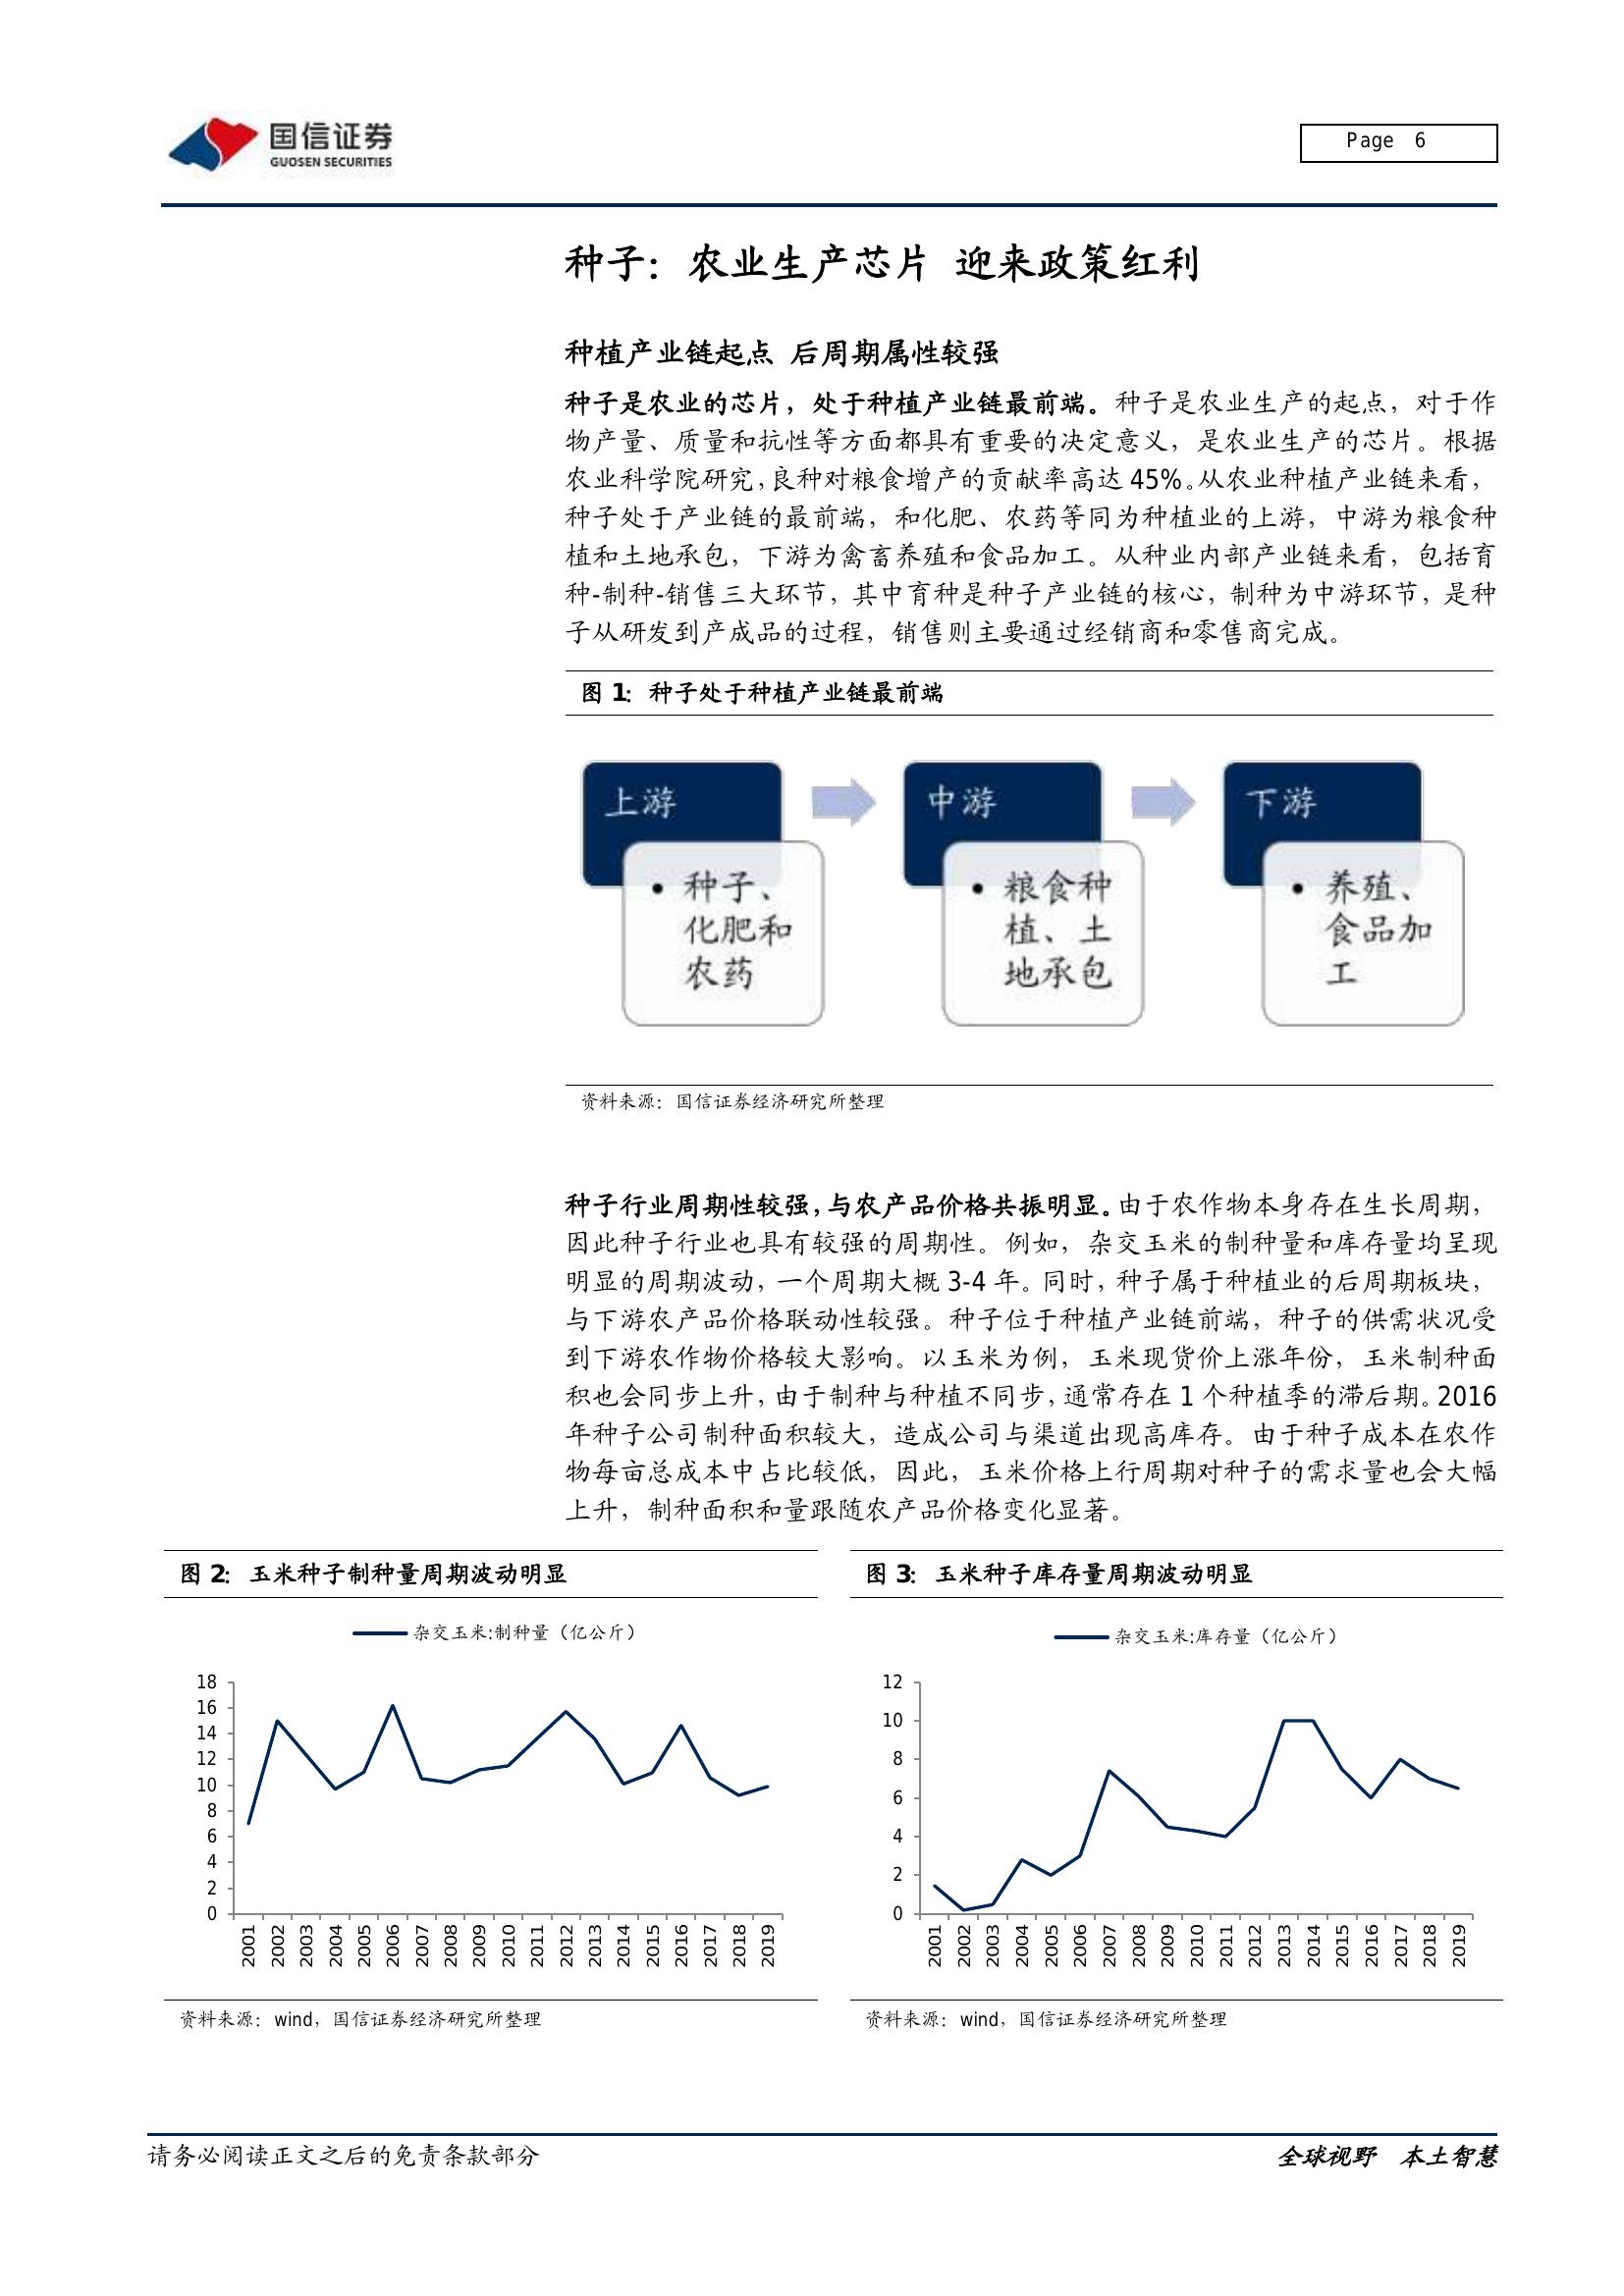 国信证券
GUOSEN SECURITIES
Page 6
种子：农业生产芯片 迎来政策红利
种植产业链起点 后周期属性较强
种子是农业的芯片，处于种植产业链最前端。种子是农业生产的起点，对于作
物产量、质量和抗性等方面都具有重要的决定意义，是农业生产的芯片。根据
农业科学院研究，良种对粮食增产的贡献率高达 45%。从农业种植产业链来看，
种子处于产业链的最前端，和化肥、农药等同为种植业的上游，中游为粮食种
植和土地承包，下游为禽畜养殖和食品加工。从种业内部产业链来看，包括育
种-制种-销售三大环节，其中育种是种子产业链的核心，制种为中游环节，是种
子从研发到产成品的过程，销售则主要通过经销商和零售商完成。
图 1：种子处于种植产业链最前端
上游
• 种子、
化肥和
农药
中游
• 粮食种
植、土
地承包
下游
• 养殖、
食品加
工
资料来源：国信证券经济研究所整理
种子行业周期性较强，与农产品价格共振明显。由于农作物本身存在生长周期，
因此种子行业也具有较强的周期性。例如，杂交玉米的制种量和库存量均呈现
明显的周期波动，一个周期大概 3-4 年。同时，种子属于种植业的后周期板块，
与下游农产品价格联动性较强。种子位于种植产业链前端，种子的供需状况受
到下游农作物价格较大影响。以玉米为例，玉米现货价上涨年份，玉米制种面
积也会同步上升，由于制种与种植不同步，通常存在 1 个种植季的滞后期。2016
年种子公司制种面积较大，造成公司与渠道出现高库存。由于种子成本在农作
物每亩总成本中占比较低，因此，玉米价格上行周期对种子的需求量也会大幅
上升，制种面积和量跟随农产品价格变化显著。
图 2：玉米种子制种量周期波动明显
杂交玉米:制种量（亿公斤）
18
16
14
12
10
8
6
4
2
0
2001 2002 2003 2004 2005 2006 2007 2008 2009 2010 2011 2012 2013 2014 2015 2016 2017 2018 2019
资料来源：wind，国信证券经济研究所整理
图 3：玉米种子库存量周期波动明显
杂交玉米:库存量（亿公斤）
12
10
8
6
4
2
0
2001 2002 2003 2004 2005 2006 2007 2008 2009 2010 2011 2012 2013 2014 2015 2016 2017 2018 2019
资料来源：wind，国信证券经济研究所整理
请务必阅读正文之后的免责条款部分
全球视野 本土智慧